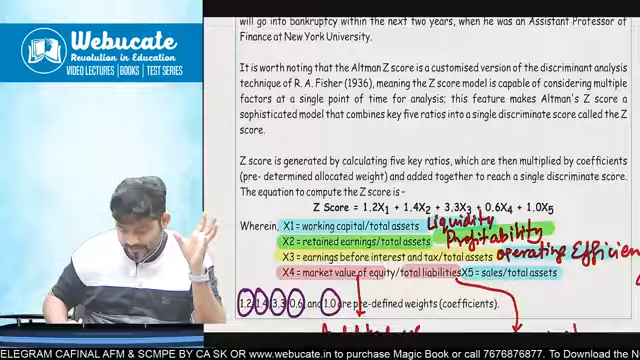 Webucate
Revolution in Education
VIDEO LECTURES | BOOKS | TEST SERIES
will go into bankruptcy within the next two years, when he was an Assistant Professor of
Finance at New York University.
It is worth noting that the Altman Z score is a customised version of the discriminant analysis
technique of R. A. Fisher (1936), meaning the Z score model is capable of considering multiple
factors at a single point of time for analysis; this feature makes Altman's Z score a
sophisticated model that combines key five ratios into a single discriminate score called the Z
score.
Z score is generated by calculating five key ratios, which are then multiplied by coefficients
(pre- determined allocated weight) and added together to reach a single discriminate score.
The equation to compute the Z score is -
Z Score = 1.2X1 + 1.4X2 + 3.3X3 + 0.6X4 + 1.0X5
Wherein, X1 = working capital/total assets Liquidity
X2 = retained earnings/total assets Profitability
X3 = earnings before interest and tax/total assets Operating Efficien
X4 = market value of equity/total liabilities X5 = sales/total assets
1.2, 1.4, 3.3, 0.6, and 1.0 are pre-defined weights (coefficients).
ELEGRAM CAFINAL AFM & SCMPE BY CA SK OR www.webucate.in to purchase Magic Book or call 7676876877. To Download the N